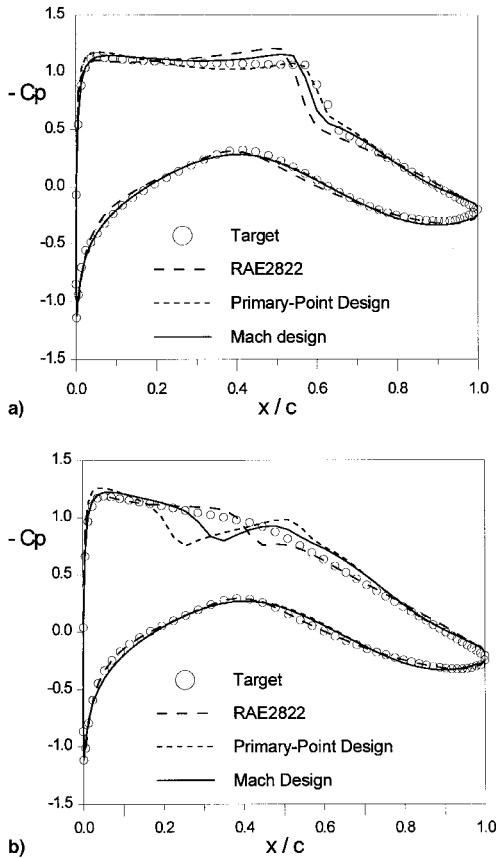 1.5
1.0
- Cp
0.5
0.0
-0.5
-1.0
-1.5
Target
RAE2822
Primary-Point Design
Mach design
0.0 0.2 0.4 0.6 0.8 1.0
x / c
a)
1.5
1.0
- Cp
0.5
0.0
-0.5
-1.0
-1.5
Target
RAE2822
Primary-Point Design
Mach Design
0.0 0.2 0.4 0.6 0.8 1.0
x / c
b)